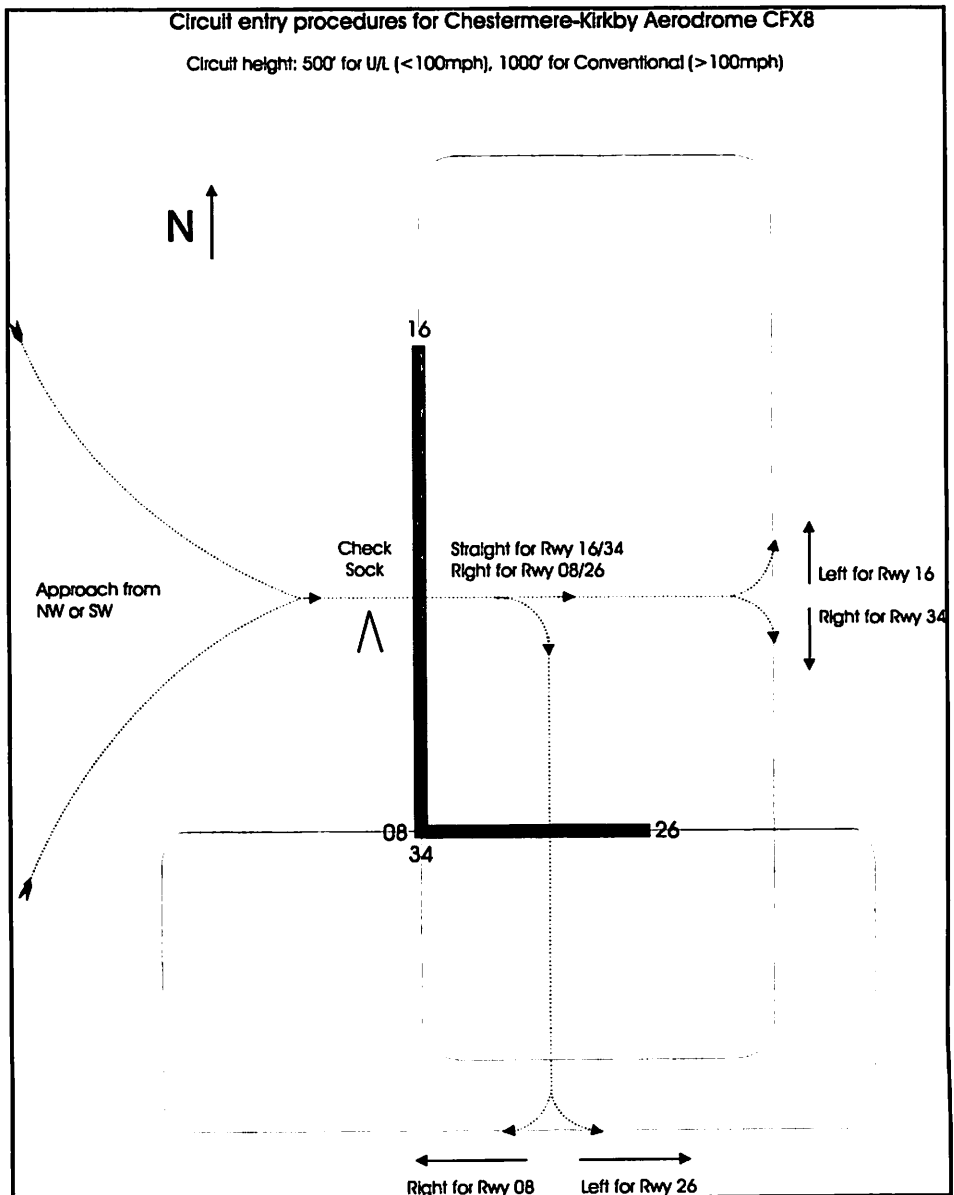 Circuit entry procedures for Chestermere-Kirkby Aerodrome CFX8
Circuit height: 500' for U/L (<100mph), 1000' for Conventional (>100mph)
N
16
Check
Sock
Straight for Rwy 16/34
Right for Rwy 08/26
Approach from
NW or SW
Left for Rwy 16
Right for Rwy 34
08
26
34
Right for Rwy 08
Left for Rwy 26